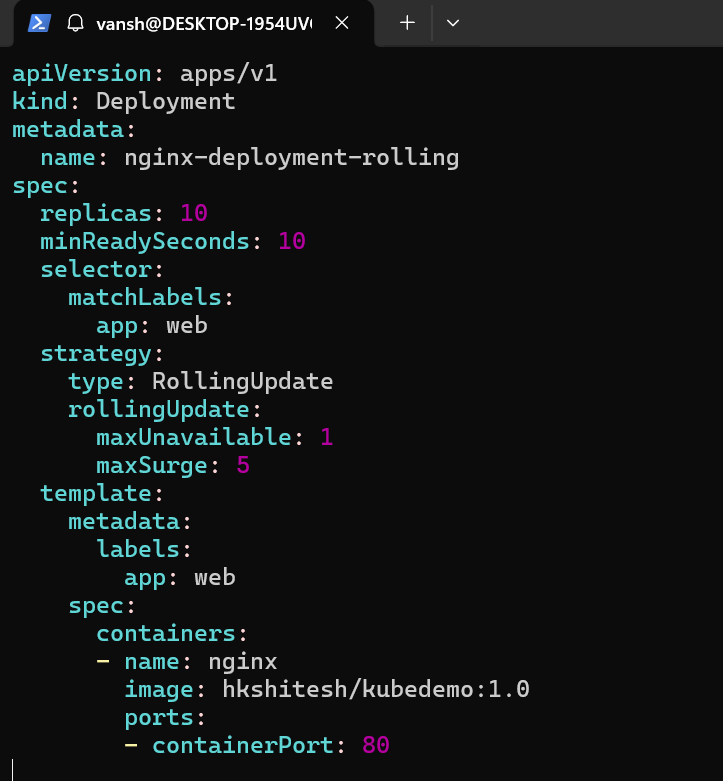 vansh@DESKTOP-1954UV
apiVersion: apps/v1
kind: Deployment
metadata:
  name: nginx-deployment-rolling
spec:
  replicas: 10
  minReadySeconds: 10
  selector:
    matchLabels:
      app: web
  strategy:
    type: RollingUpdate
    rollingUpdate:
      maxUnavailable: 1
      maxSurge: 5
  template:
    metadata:
      labels:
        app: web
    spec:
      containers:
      - name: nginx
        image: hkshitesh/kubedemo:1.0
        ports:
        - containerPort: 80